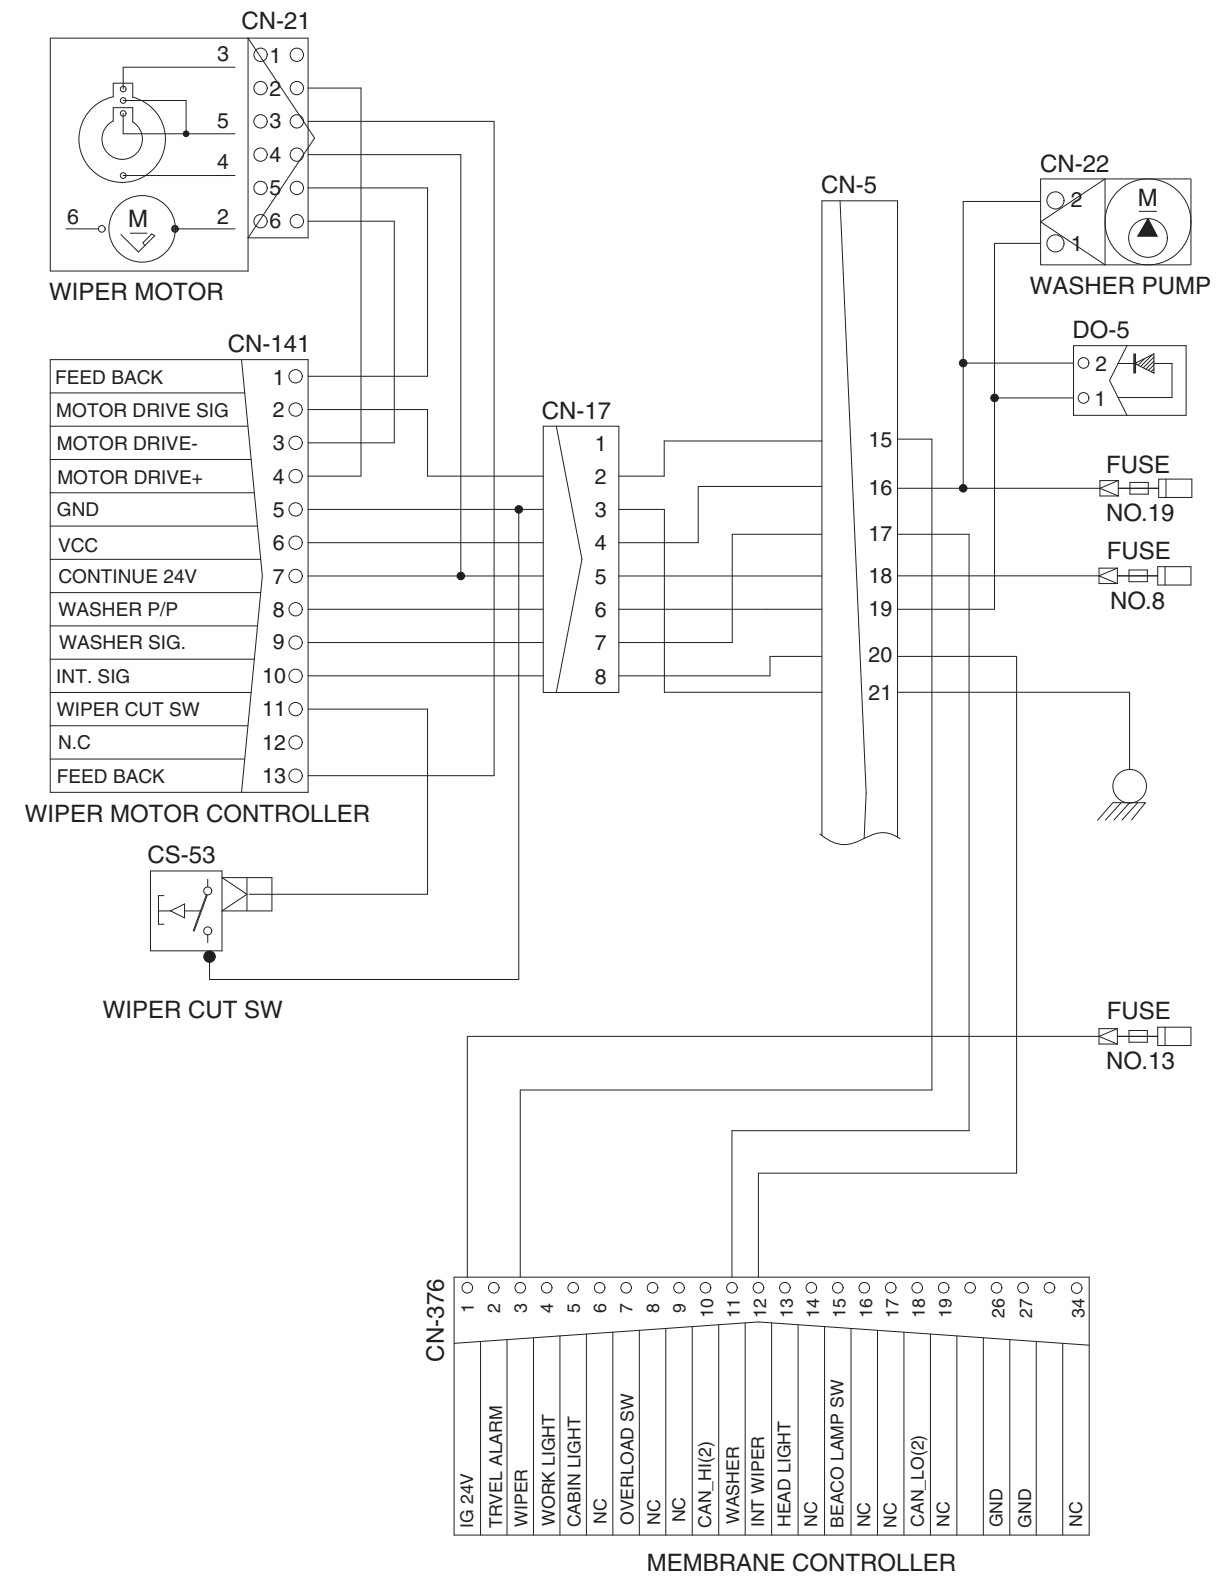 CN-21
3
5
4
6
M
2
1
2
3
4
5
6
WIPER MOTOR
CN-141
FEED BACK 1
MOTOR DRIVE SIG 2
MOTOR DRIVE- 3
MOTOR DRIVE+ 4
GND 5
VCC 6
CONTINUE 24V 7
WASHER P/P 8
WASHER SIG. 9
INT. SIG 10
WIPER CUT SW 11
N.C 12
FEED BACK 13
WIPER MOTOR CONTROLLER
CS-53
WIPER CUT SW
CN-17
1
2
3
4
5
6
7
8
CN-5
15
16
17
18
19
20
21
CN-22
2
1
M
WASHER PUMP
DO-5
2
1
FUSE
NO.19
FUSE
NO.8
FUSE
NO.13
CN-376
1 2 3 4 5 6 7 8 9 10 11 12 13 14 15 16 17 18 19 26 27 34
IG 24V
TRVEL ALARM
WIPER
WORK LIGHT
CABIN LIGHT
NC
OVERLOAD SW
NC
NC
CAN_HI(2)
WASHER
INT WIPER
HEAD LIGHT
NC
BEACO LAMP SW
NC
NC
CAN_LO(2)
NC
GND
GND
NC
MEMBRANE CONTROLLER